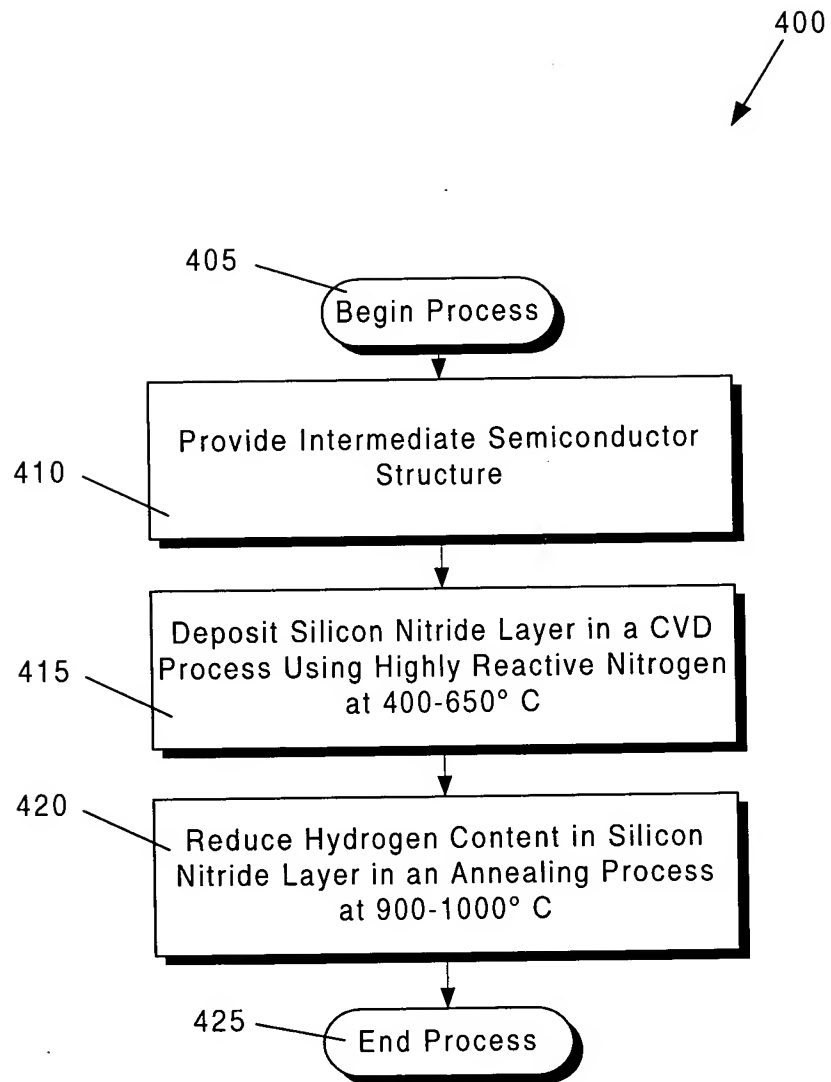 400
405
Begin Process
Provide Intermediate Semiconductor
Structure
410
Deposit Silicon Nitride Layer in a CVD
Process Using Highly Reactive Nitrogen
at 400-650° C
415
420
Reduce Hydrogen Content in Silicon
Nitride Layer in an Annealing Process
at 900-1000° C
425
End Process